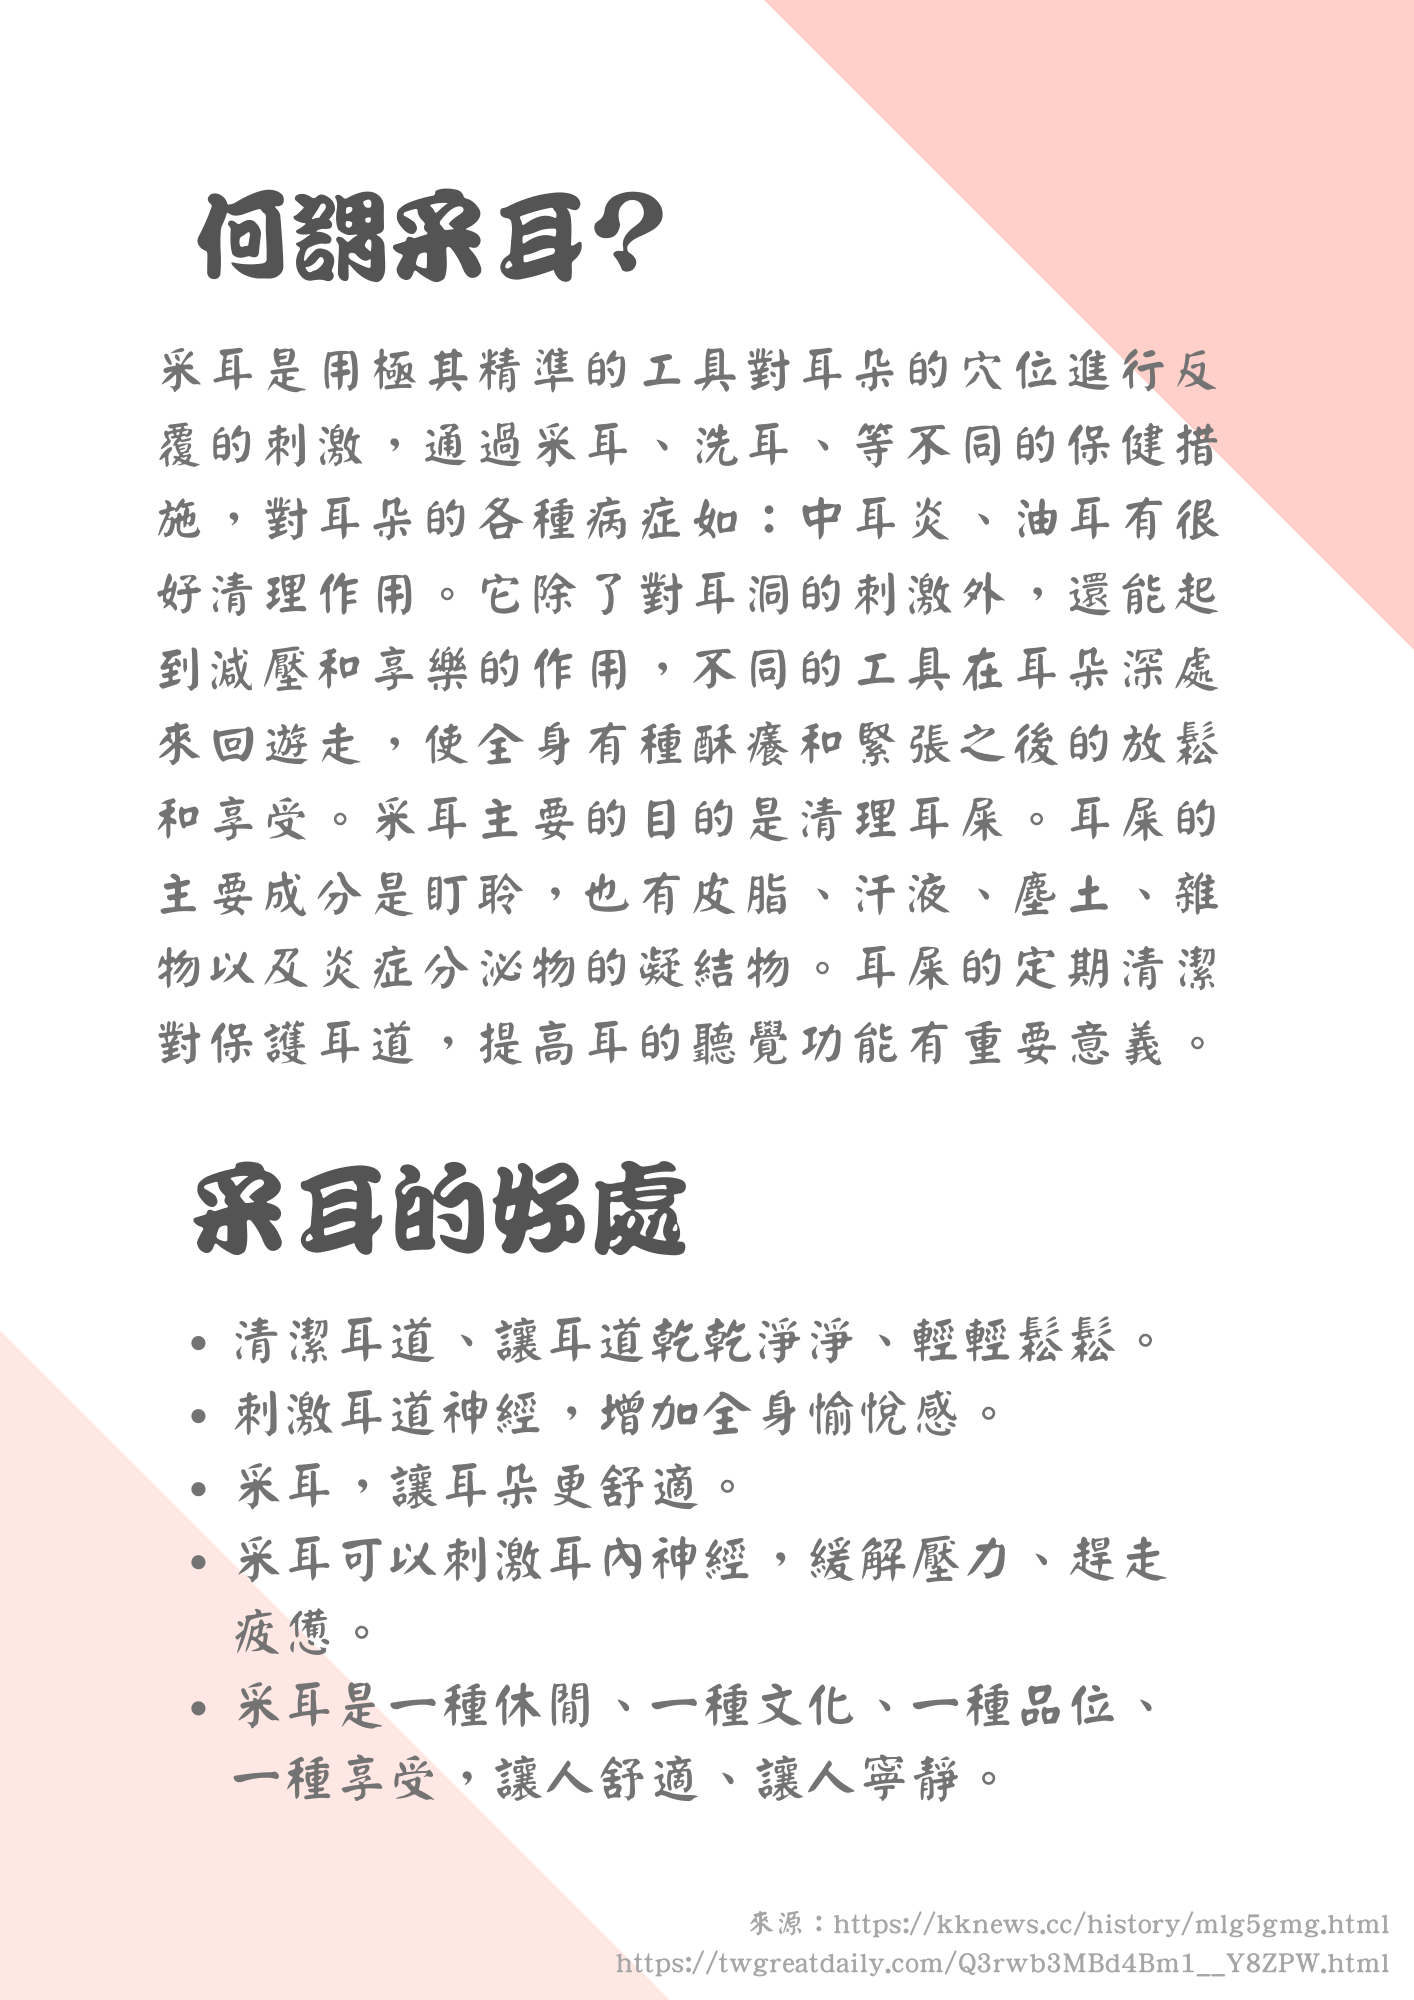 何謂采耳?
采耳是用極其精準的工具對耳朵的穴位進行反
覆的刺激，通過采耳、洗耳、等不同的保健措
施，對耳朵的各種病症如：中耳炎、油耳有很
好清理作用。它除了對耳洞的刺激外，還能起
到減壓和享樂的作用，不同的工具在耳朵深處
來回遊走，使全身有種酥癢和緊張之後的放鬆
和享受。采耳主要的目的是清理耳屎。耳屎的
主要成分是盯聆，也有皮脂、汗液、塵土、雜
物以及炎症分泌物的凝結物。耳屎的定期清潔
對保護耳道，提高耳的聽覺功能有重要意義。
采耳的好處
• 清潔耳道、讓耳道乾乾淨淨、輕輕鬆鬆。
• 刺激耳道神經，增加全身愉悅感。
• 采耳，讓耳朵更舒適。
• 采耳可以刺激耳內神經，緩解壓力、趕走
疲憊。
• 采耳是一種休閒、一種文化、一種品位、
一種享受，讓人舒適、讓人寧靜。
來源：https://kknews.cc/history/mlg5gmg.html
https://twgreatdaily.com/Q3rwb3MBd4Bm1__Y8ZPW.html